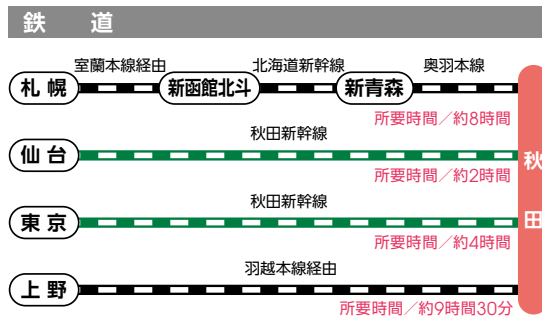 鉄 道
室蘭本線経由 北海道新幹線 奥羽本線
札幌 新函館北斗 新青森
所要時間／約8時間
秋田新幹線
仙台
所要時間／約2時間
秋田新幹線
東京
所要時間／約4時間
羽越本線経由
上野
所要時間／約9時間30分
秋田